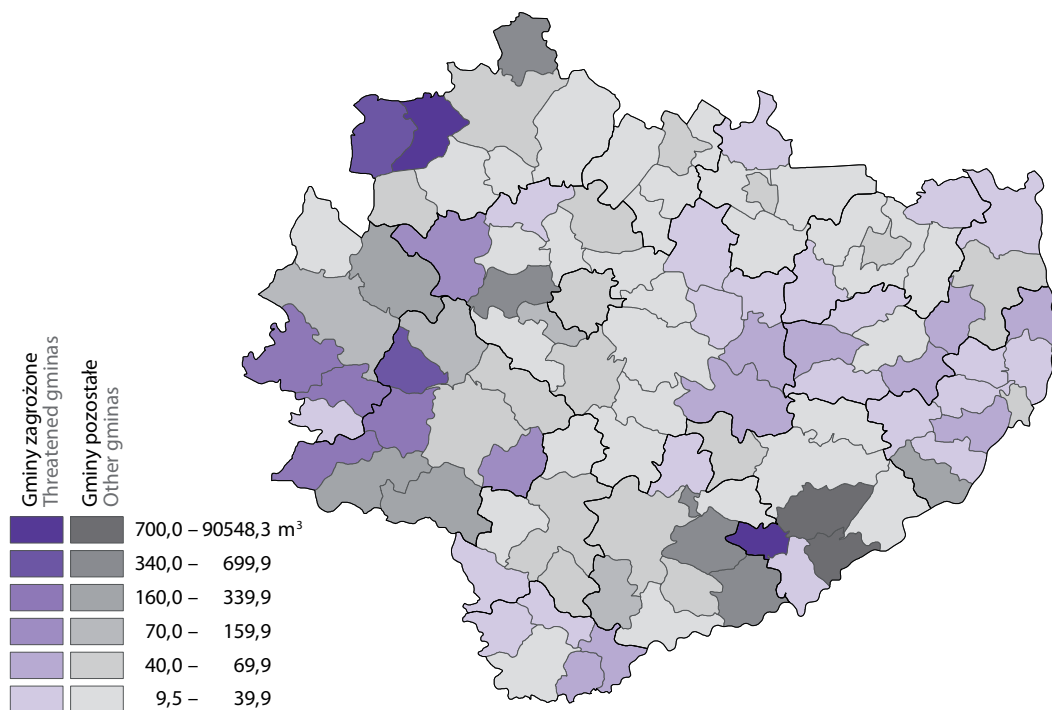 Gminy zagrożone
Threatened gminas
Gminy pozostałe
Other gminas
700,0 – 90548,3 m³
340,0 – 699,9
160,0 – 339,9
70,0 – 159,9
40,0 – 69,9
9,5 – 39,9